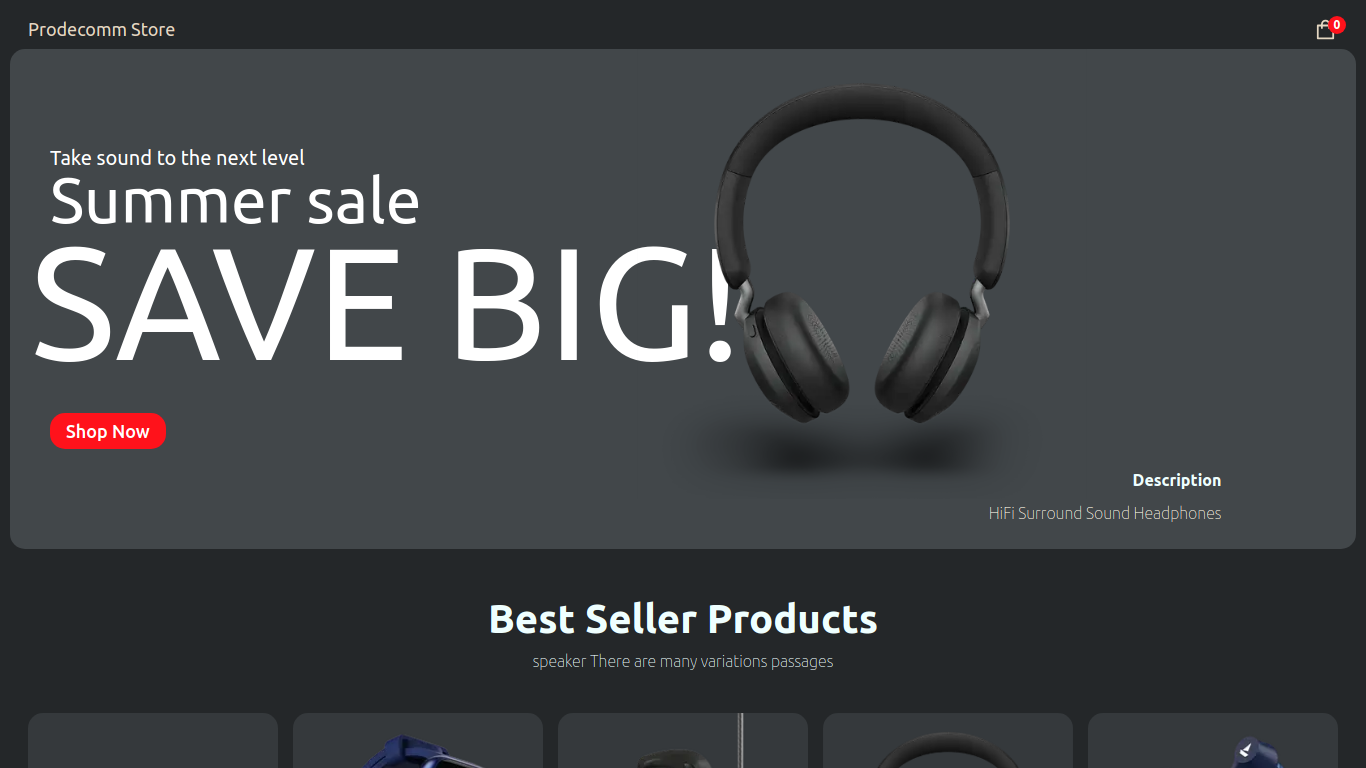 Prodecomm Store
0
Take sound to the next level
Summer sale
SAVE BIG!
Shop Now
Description
HiFi Surround Sound Headphones
Best Seller Products
speaker There are many variations passages